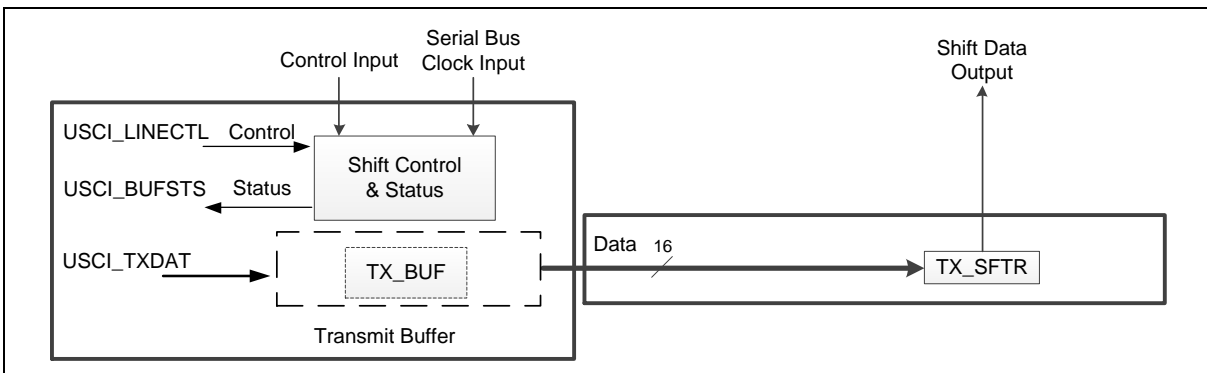 Control Input
Serial Bus
Clock Input
Shift Data
Output
USCI_LINECTL Control
Shift Control
& Status
USCI_BUFSTS Status
USCI_TXDAT
TX_BUF
Data 16
TX_SFTR
Transmit Buffer